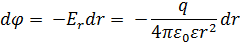 dφ = −E_r dr = − q / (4πε₀εr²) dr